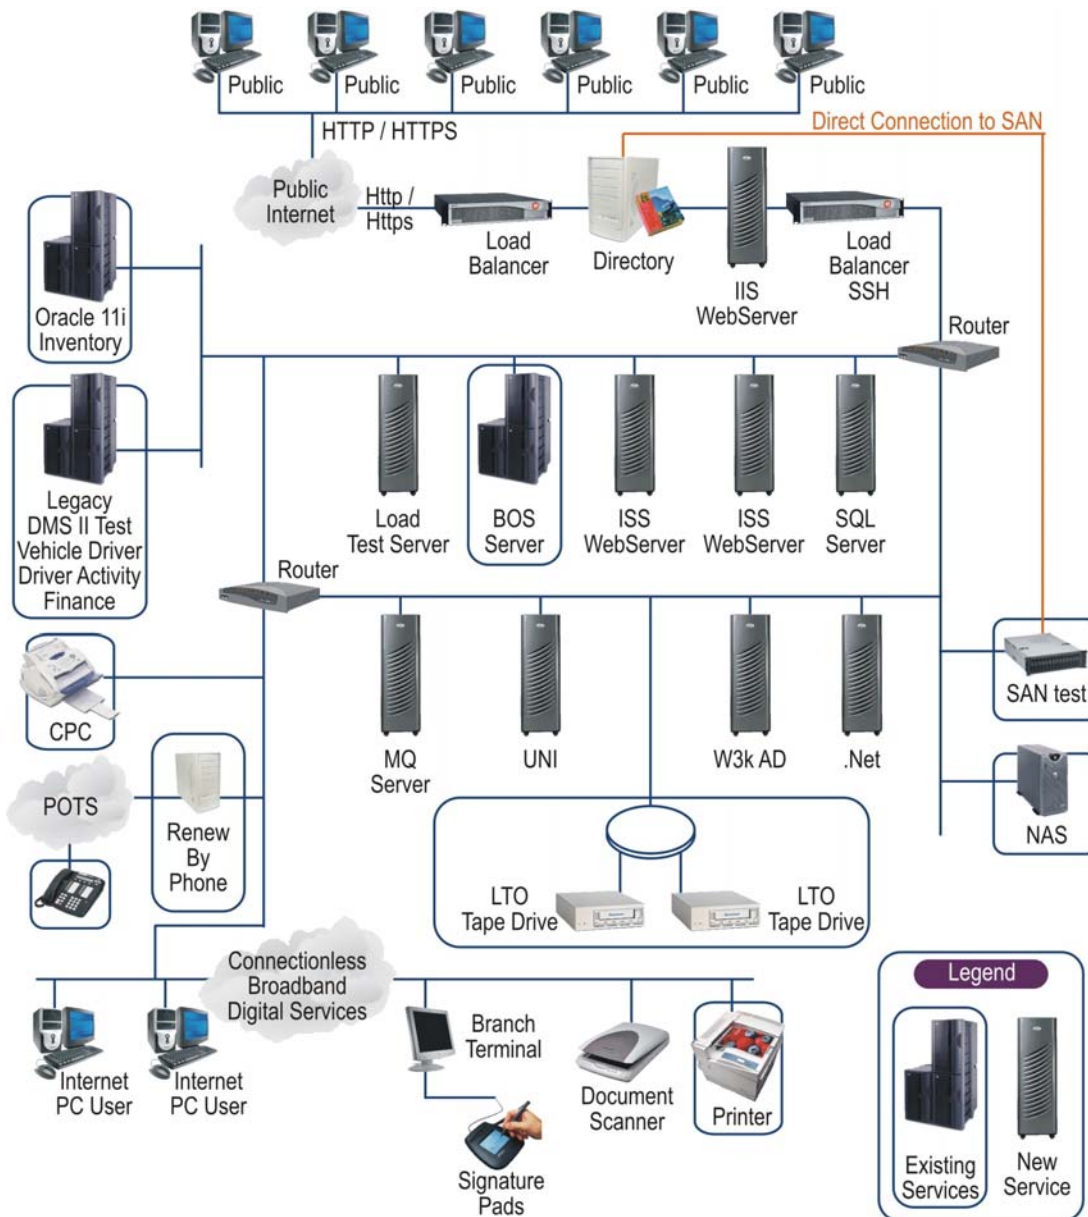 Public
Public
Public
Public
Public
Public
HTTP / HTTPS
Direct Connection to SAN
Public
Internet
Http /
Https
Load
Balancer
Directory
IIS
WebServer
Load
Balancer
SSH
Router
Oracle 11i
Inventory
Legacy
DMS II Test
Vehicle Driver
Driver Activity
Finance
Load
Test Server
BOS
Server
ISS
WebServer
ISS
WebServer
SQL
Server
Router
CPC
MQ
Server
UNI
W3k AD
.Net
SAN test
NAS
POTS
Renew
By
Phone
LTO
Tape Drive
LTO
Tape Drive
Connectionless
Broadband
Digital Services
Internet
PC User
Internet
PC User
Branch
Terminal
Signature
Pads
Document
Scanner
Printer
Legend
Existing
Services
New
Service